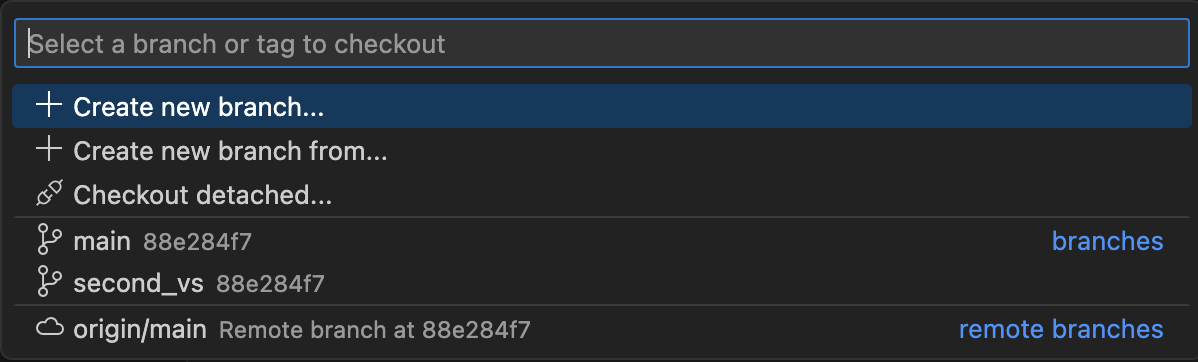 Select a branch or tag to checkout
Create new branch...
Create new branch from...
Checkout detached...
main 88e284f7 branches
second_vs 88e284f7
origin/main Remote branch at 88e284f7 remote branches